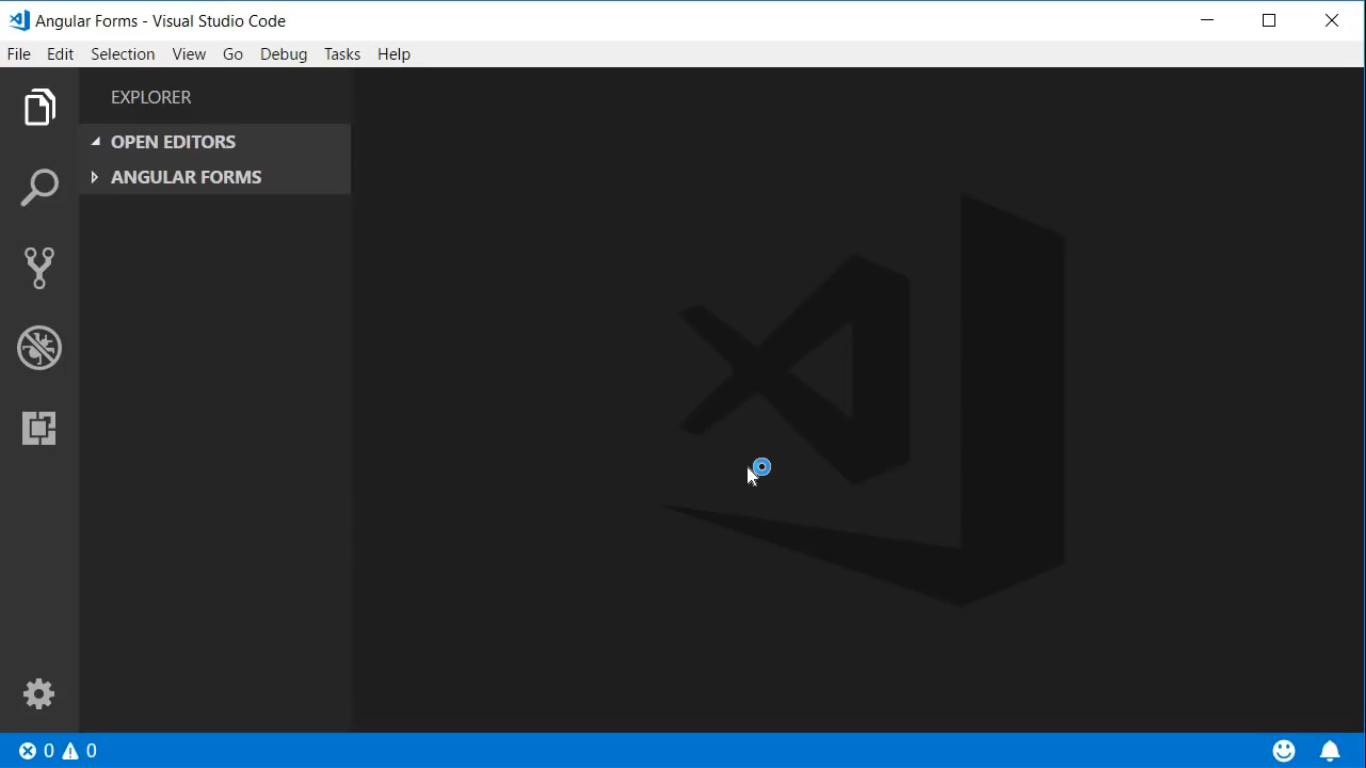 Angular Forms - Visual Studio Code
File Edit Selection View Go Debug Tasks Help
EXPLORER
OPEN EDITORS
ANGULAR FORMS
0 0